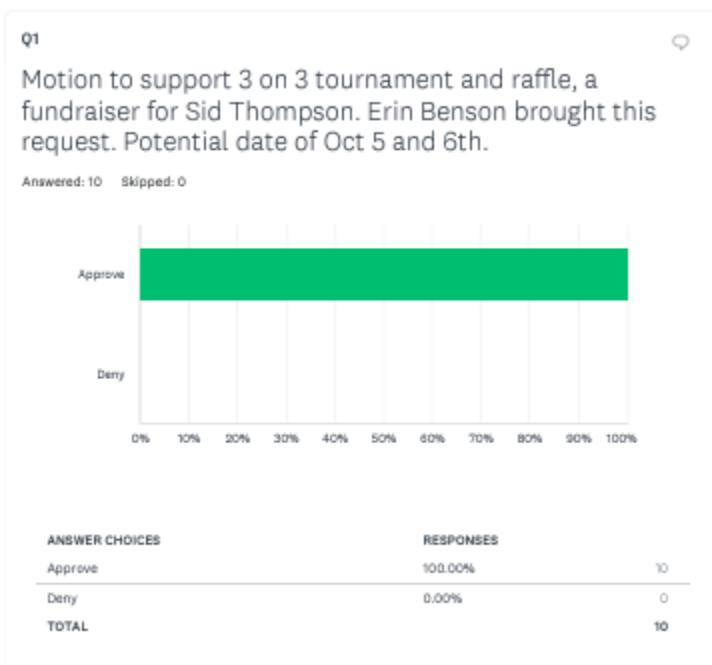 Q1
Motion to support 3 on 3 tournament and raffle, a
fundraiser for Sid Thompson. Erin Benson brought this
request. Potential date of Oct 5 and 6th.
Answered: 10 Skipped: 0
Approve
Deny
0% 10% 20% 30% 40% 50% 60% 70% 80% 90% 100%
ANSWER CHOICES RESPONSES
Approve 100.00% 10
Deny 0.00% 0
TOTAL 10